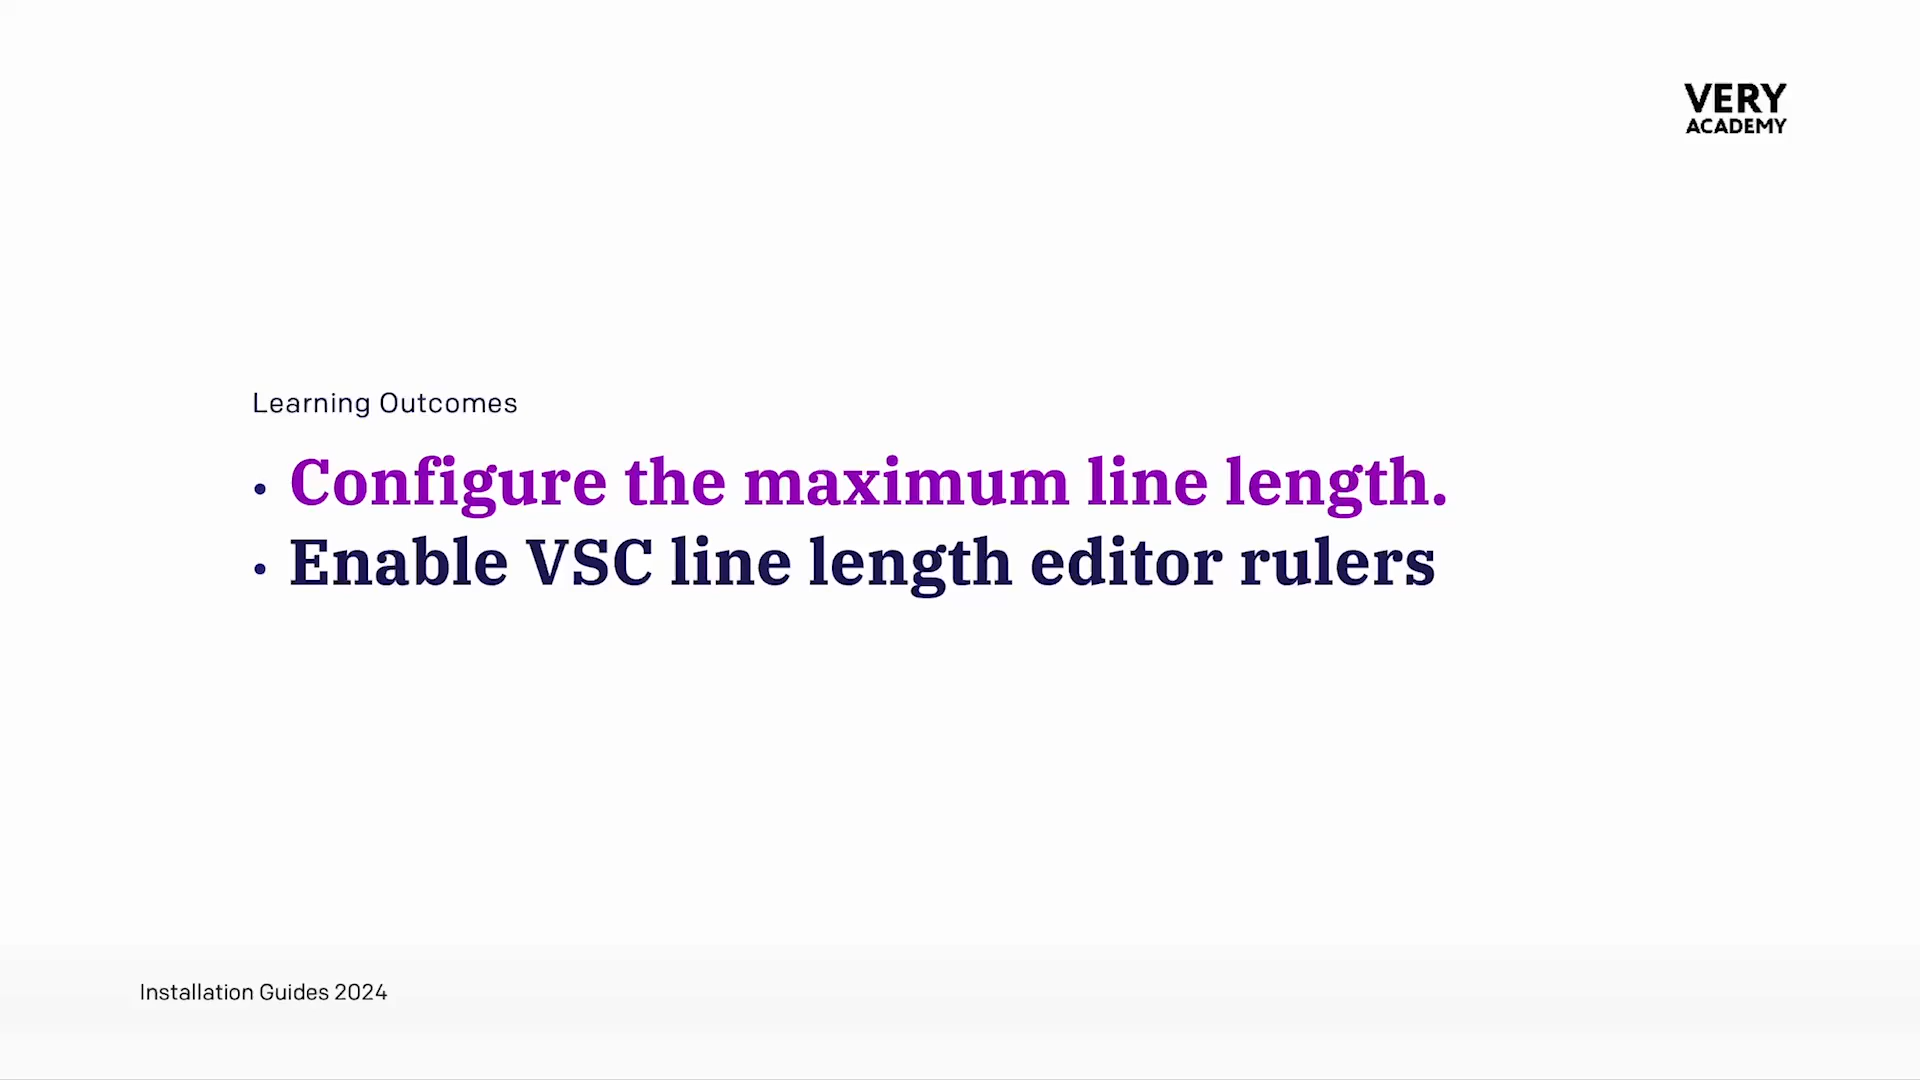 VERY
ACADEMY
Learning Outcomes
• Configure the maximum line length.
• Enable VSC line length editor rulers
Installation Guides 2024